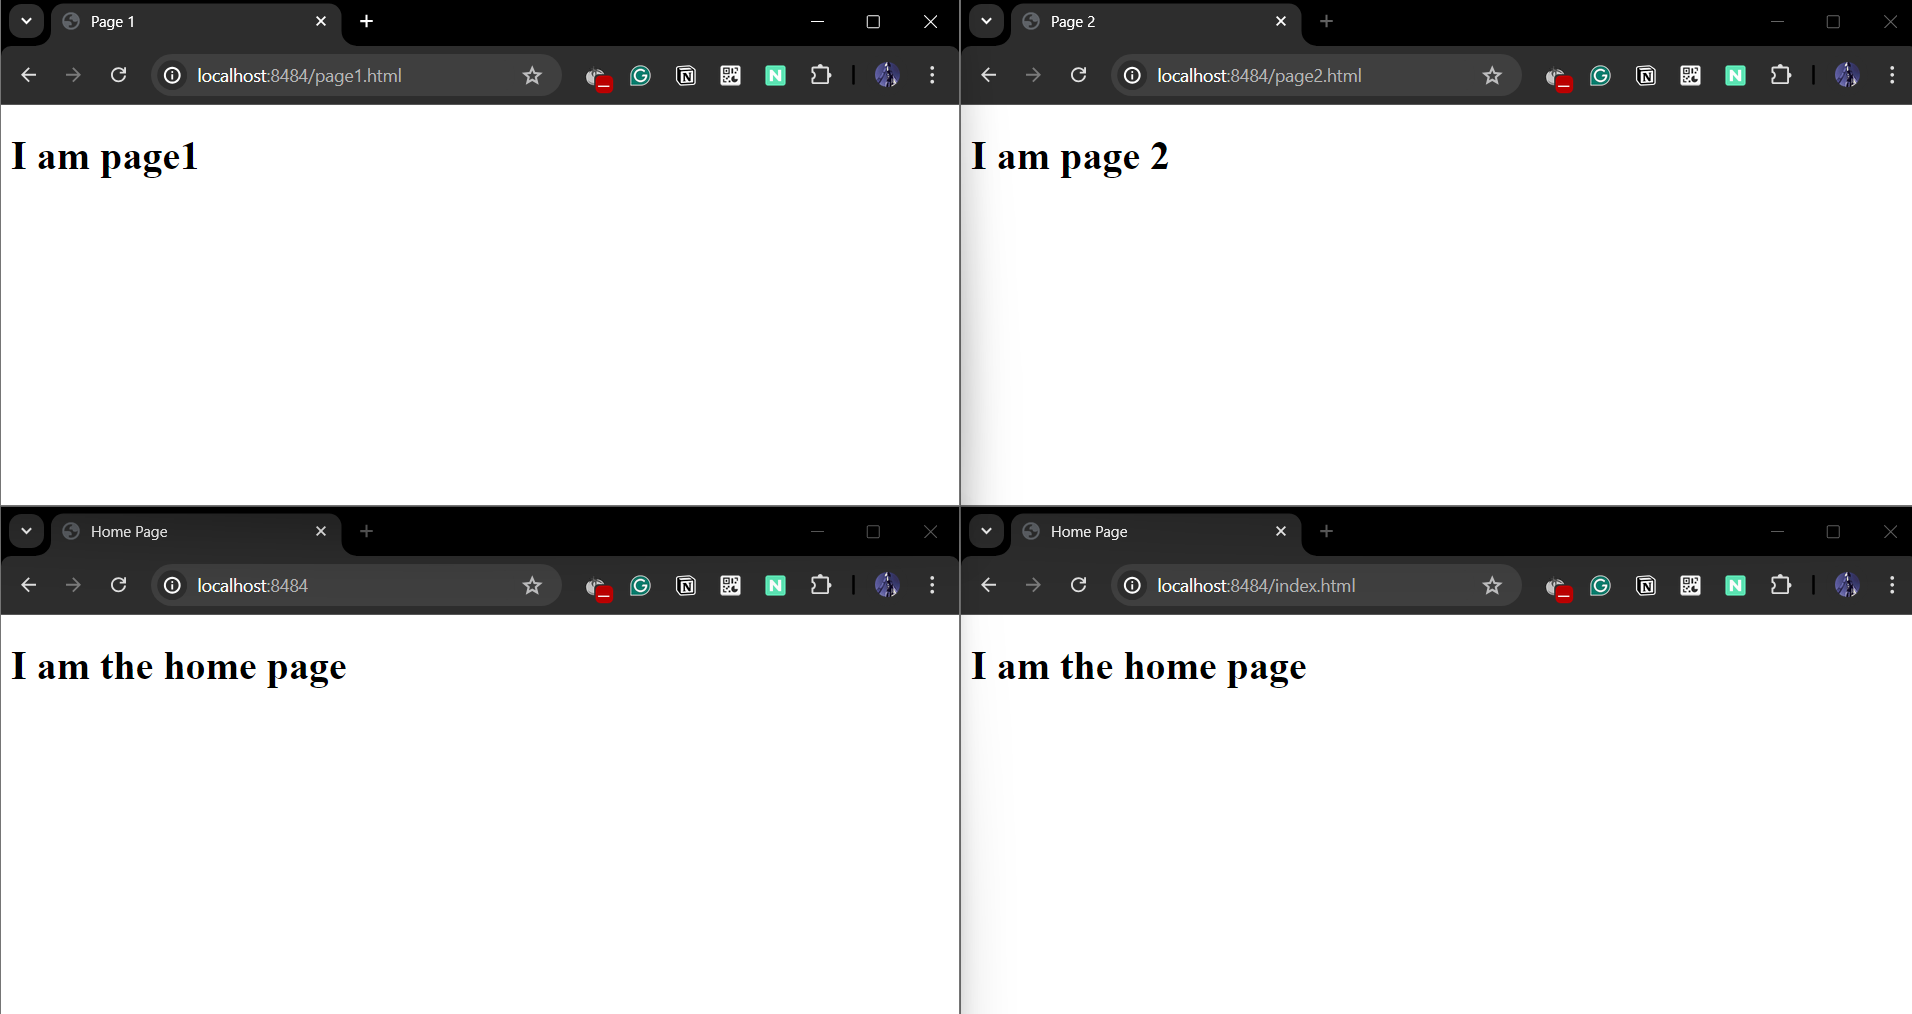 Page 1
localhost:8484/page1.html
I am page1
Page 2
localhost:8484/page2.html
I am page 2
Home Page
localhost:8484
I am the home page
Home Page
localhost:8484/index.html
I am the home page